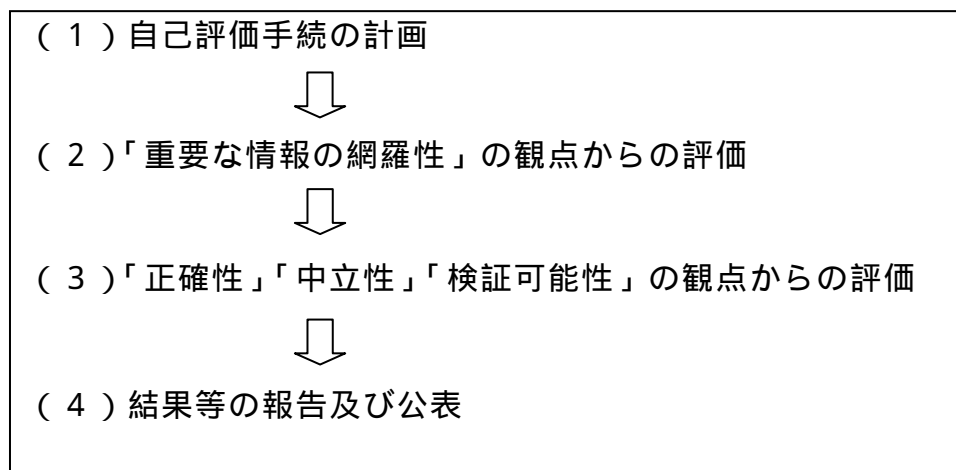 （１）自己評価手続の計画
（２）「重要な情報の網羅性」の観点からの評価
（３）「正確性」「中立性」「検証可能性」の観点からの評価
（４）結果等の報告及び公表